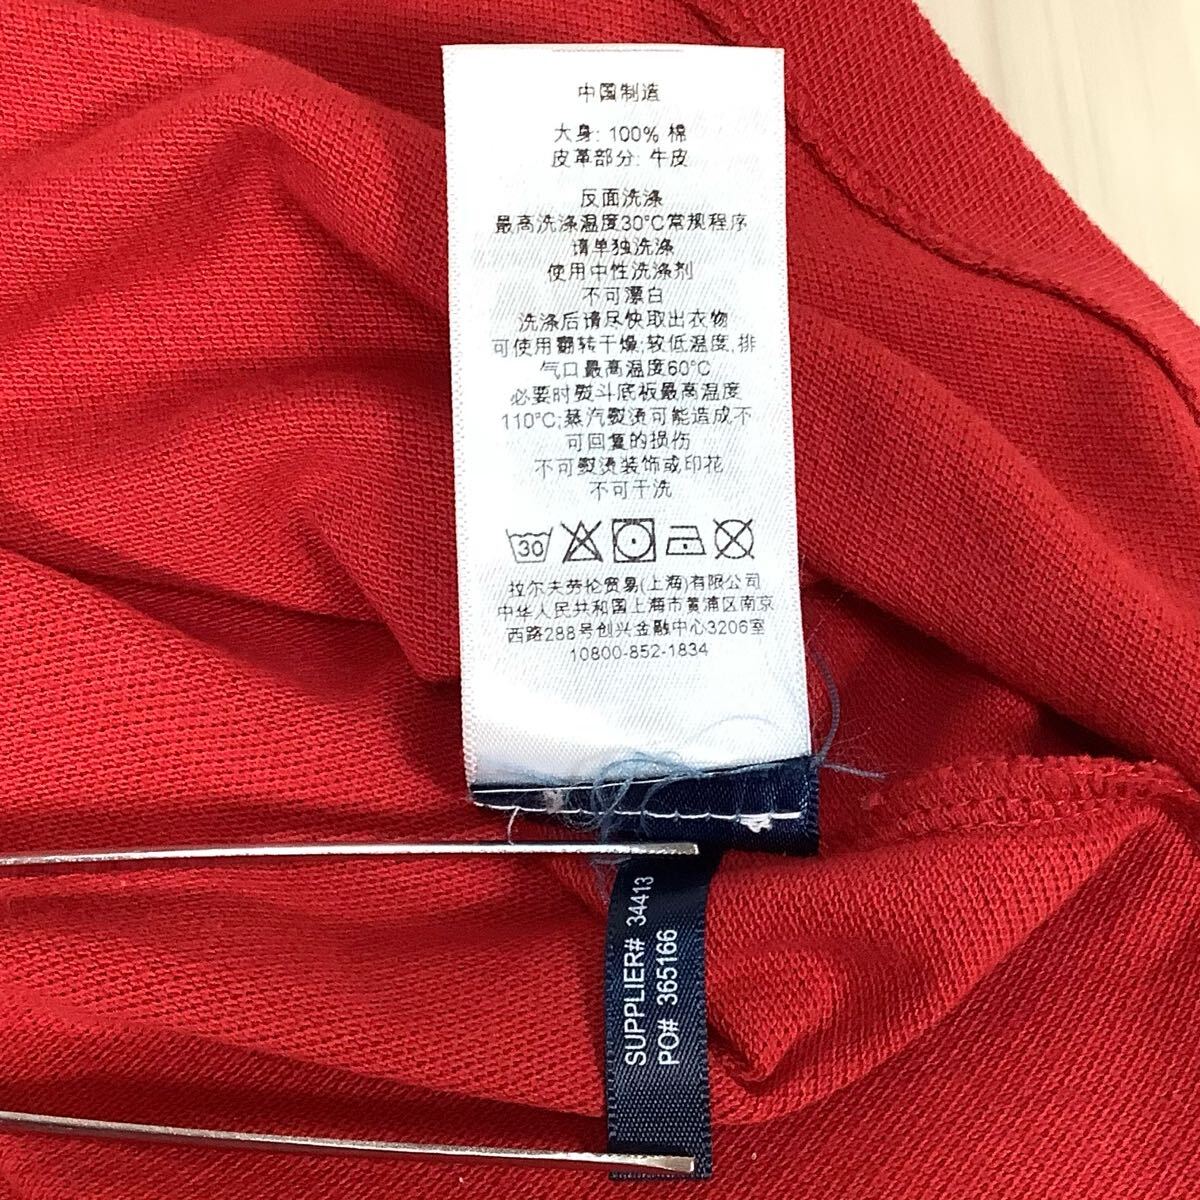 中国制造
大身: 100% 棉
皮革部分: 牛皮
反面洗涤
最高洗涤温度30°C常规程序
请单独洗涤
使用中性洗涤剂
不可漂白
洗涤后请尽快取出衣物
可使用翻转干燥;较低温度,排
气口最高温度60°C
必要时熨斗底板最高温度
110°C;蒸汽熨烫可能造成不
可回复的损伤
不可熨烫装饰或印花
不可干洗
30
拉尔夫劳伦贸易(上海)有限公司
中华人民共和国上海市黄浦区南京
西路288号创兴金融中心3206室
10800-852-1834
SUPPLIER# 34413
PO# 365166